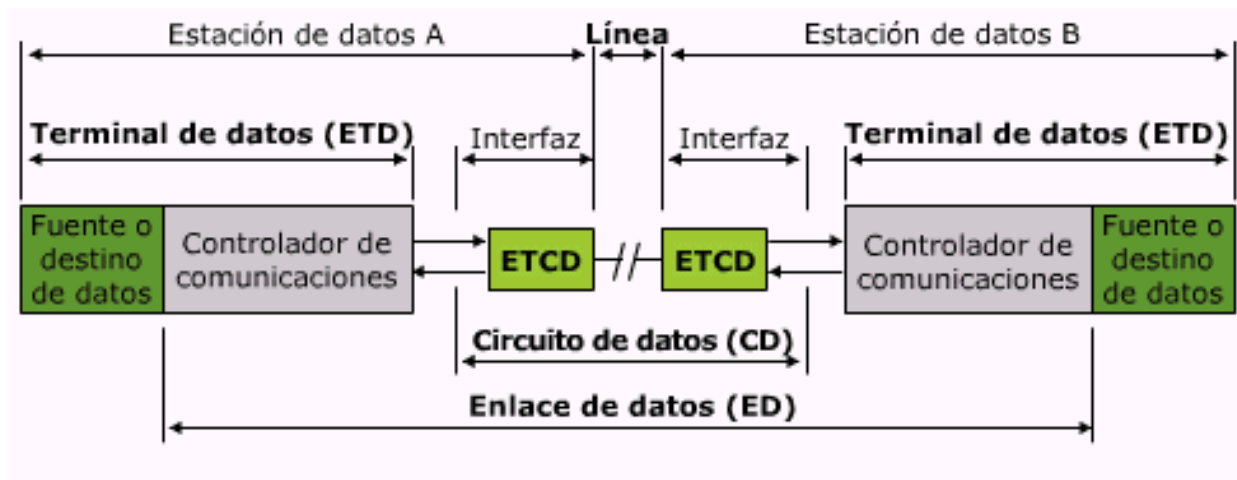 Estación de datos A
Línea
Estación de datos B
Terminal de datos (ETD)
Interfaz
Interfaz
Terminal de datos (ETD)
Fuente o
destino
de datos
Controlador de
comunicaciones
ETCD
ETCD
Controlador de
comunicaciones
Fuente o
destino
de datos
Circuito de datos (CD)
Enlace de datos (ED)